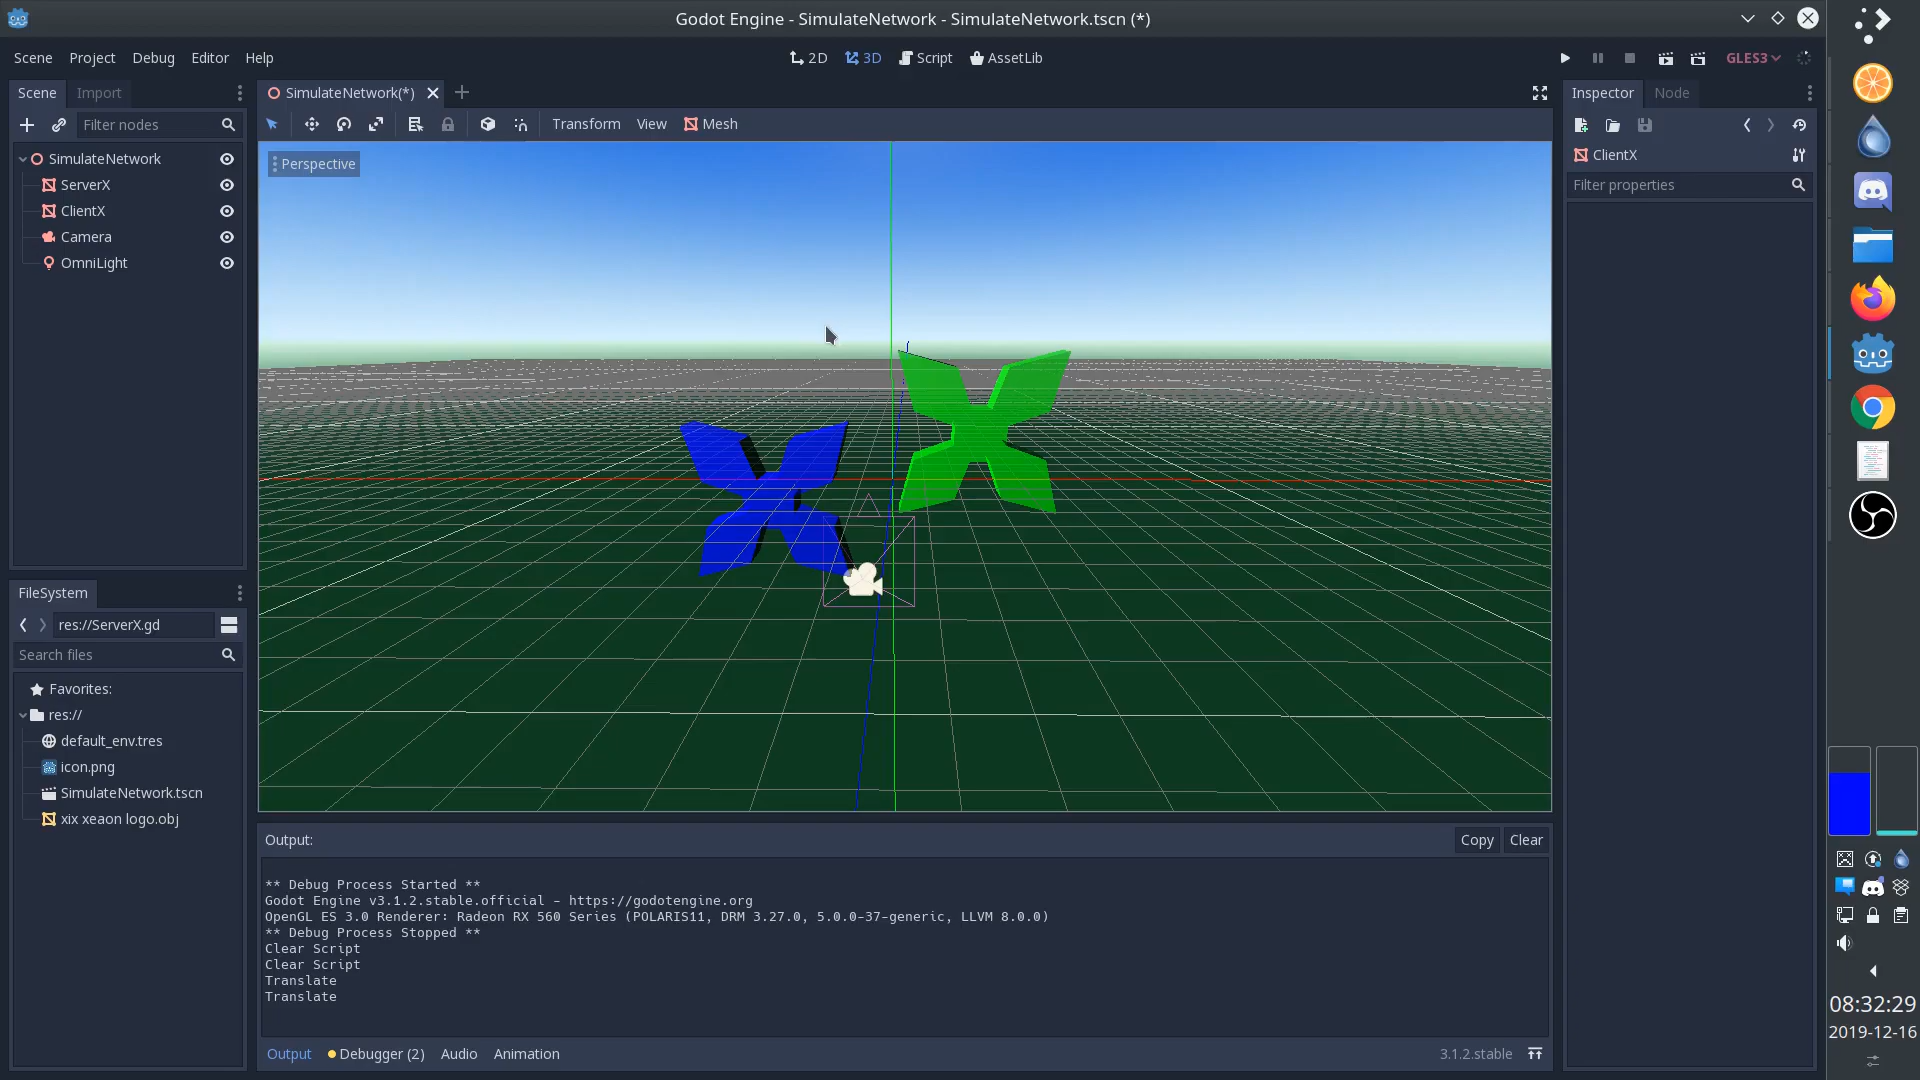 Godot Engine - SimulateNetwork - SimulateNetwork.tscn (*)
Scene Project Debug Editor Help
2D 3D Script AssetLib
GLES3
Scene Import
Filter nodes
SimulateNetwork
ServerX
ClientX
Camera
OmniLight
FileSystem
res://ServerX.gd
Search files
Favorites:
res://
default_env.tres
icon.png
SimulateNetwork.tscn
xix xeaon logo.obj
SimulateNetwork(*)
Transform View Mesh
Perspective
Output:
Copy Clear
** Debug Process Started **
Godot Engine v3.1.2.stable.official - https://godotengine.org
OpenGL ES 3.0 Renderer: Radeon RX 560 Series (POLARIS11, DRM 3.27.0, 5.0.0-37-generic, LLVM 8.0.0)
** Debug Process Stopped **
Clear Script
Clear Script
Translate
Translate
Output Debugger (2) Audio Animation
3.1.2.stable
Inspector Node
ClientX
Filter properties
08:32:29
2019-12-16